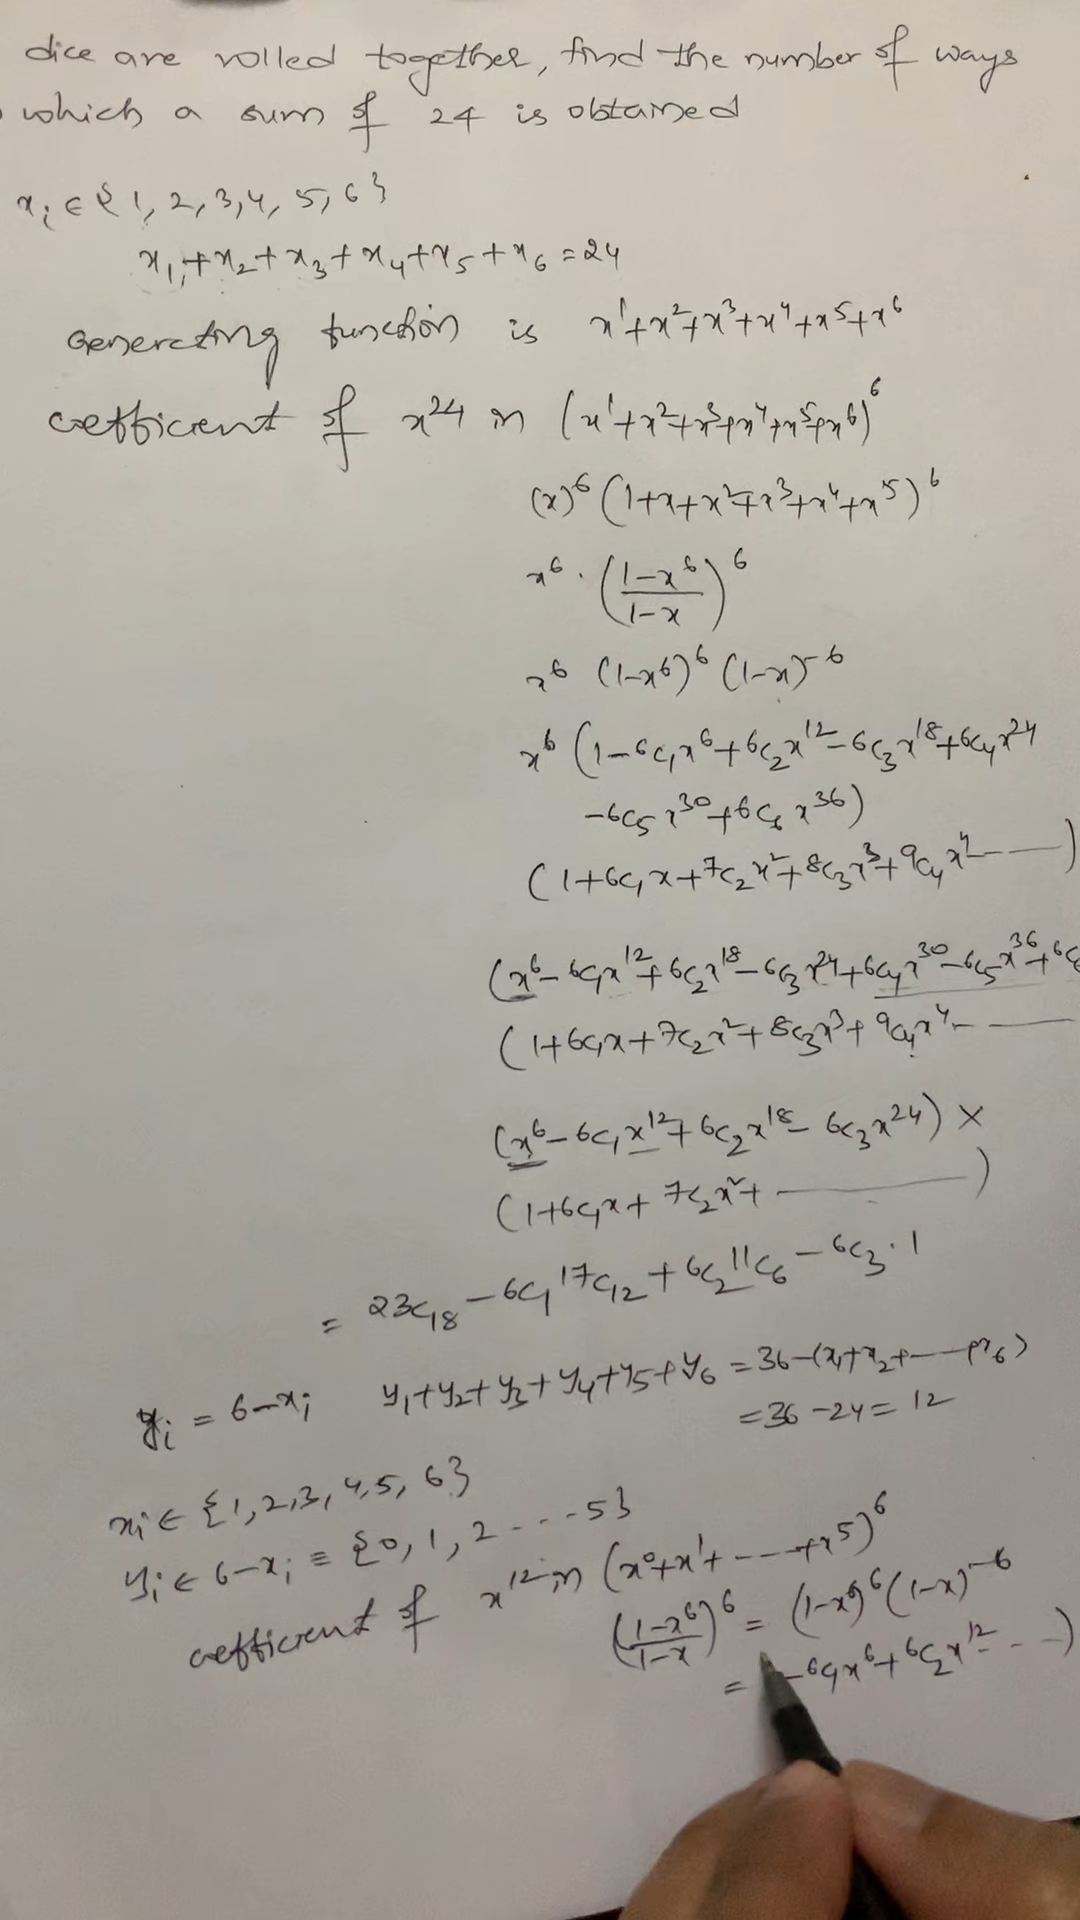 dice are rolled together, find the number of ways
which a sum of 24 is obtained
xᵢ ∈ {1, 2, 3, 4, 5, 6}
x₁ + x₂ + x₃ + x₄ + x₅ + x₆ = 24
Generating function is x¹+x²+x³+x⁴+x⁵+x⁶
coefficient of x²⁴ in (x¹+x²+x³+x⁴+x⁵+x⁶)⁶
(x)⁶ (1+x+x²+x³+x⁴+x⁵)⁶
x⁶ · ((1-x⁶)/(1-x))⁶
x⁶ (1-x⁶)⁶ (1-x)⁻⁶
x⁶ (1 - 6C₁x⁶ + 6C₂x¹² - 6C₃x¹⁸ + 6C₄x²⁴
- 6C₅x³⁰ + 6C₆x³⁶)
(1 + 6C₁x + 7C₂x² + 8C₃x³ + 9C₄x⁴ ----)
(x⁶ - 6C₁x¹² + 6C₂x¹⁸ - 6C₃x²⁴ + 6C₄x³⁰ - 6C₅x³⁶ + 6C₆
(1 + 6C₁x + 7C₂x² + 8C₃x³ + 9C₄x⁴ - ----
(x⁶ - 6C₁x¹² + 6C₂x¹⁸ - 6C₃x²⁴) ×
(1 + 6C₁x + 7C₂x² + ----)
= 23C₁₈ - 6C₁ 17C₁₂ + 6C₂ 11C₆ - 6C₃ · 1
yᵢ = 6 - xᵢ y₁+y₂+y₃+y₄+y₅+y₆ = 36-(x₁+x₂+----+x₆)
= 36 - 24 = 12
xᵢ ∈ {1, 2, 3, 4, 5, 6}
yᵢ ∈ 6 - xᵢ ≡ {0, 1, 2 ... 5}
coefficient of x¹² in (x⁰+x¹+----+x⁵)⁶
((1-x⁶)/(1-x))⁶ = (1-x⁶)⁶ (1-x)⁻⁶
= - 6C₁x⁶ + 6C₂x¹² - - -)